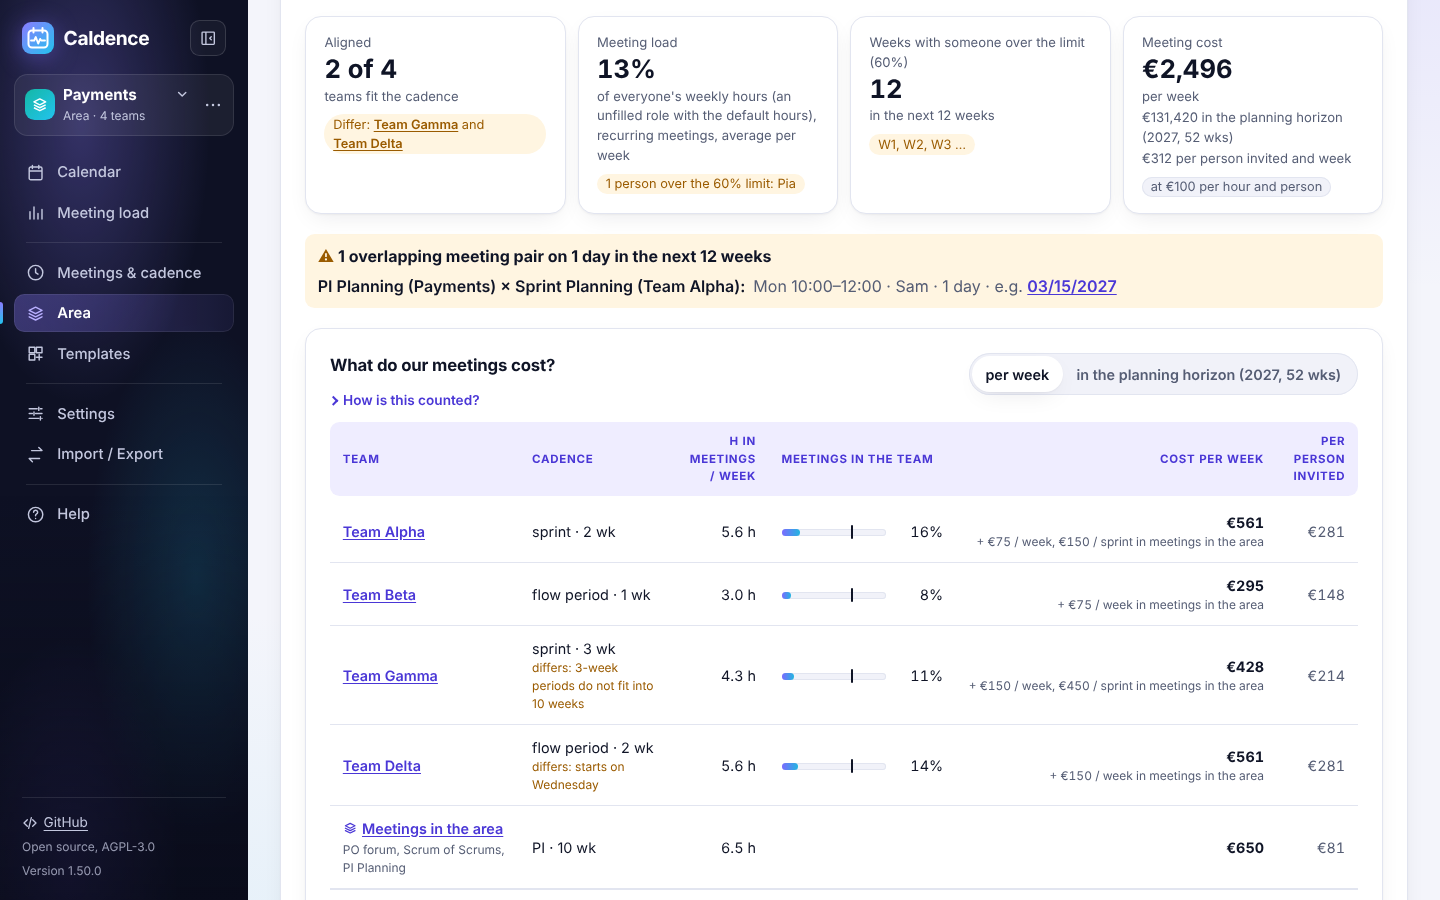 Caldence
Payments
Area · 4 teams
Calendar
Meeting load
Meetings & cadence
Area
Templates
Settings
Import / Export
Help
GitHub
Open source, AGPL-3.0
Version 1.50.0
Aligned
2 of 4
teams fit the cadence
Differ: Team Gamma and
Team Delta
Meeting load
13%
of everyone's weekly hours (an
unfilled role with the default hours),
recurring meetings, average per
week
1 person over the 60% limit: Pia
Weeks with someone over the limit
(60%)
12
in the next 12 weeks
W1, W2, W3 ...
Meeting cost
€2,496
per week
€131,420 in the planning horizon
(2027, 52 wks)
€312 per person invited and week
at €100 per hour and person
1 overlapping meeting pair on 1 day in the next 12 weeks
PI Planning (Payments) × Sprint Planning (Team Alpha): Mon 10:00–12:00 · Sam · 1 day · e.g. 03/15/2027
What do our meetings cost?
per week in the planning horizon (2027, 52 wks)
How is this counted?
TEAM
CADENCE
H IN
MEETINGS
/ WEEK
MEETINGS IN THE TEAM
COST PER WEEK
PER
PERSON
INVITED
Team Alpha
sprint · 2 wk
5.6 h
16%
€561
+ €75 / week, €150 / sprint in meetings in the area
€281
Team Beta
flow period · 1 wk
3.0 h
8%
€295
+ €75 / week in meetings in the area
€148
Team Gamma
sprint · 3 wk
differs: 3-week
periods do not fit into
10 weeks
4.3 h
11%
€428
+ €150 / week, €450 / sprint in meetings in the area
€214
Team Delta
flow period · 2 wk
differs: starts on
Wednesday
5.6 h
14%
€561
+ €150 / week in meetings in the area
€281
Meetings in the area
PO forum, Scrum of Scrums,
PI Planning
PI · 10 wk
6.5 h
€650
€81